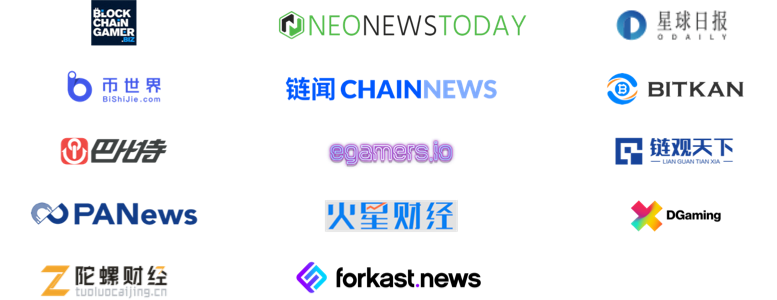 BLOCK
CHAIN
GAMER
.BIZ
NEONEWSTODAY
星球日报
ODAILY
币世界
BiShiJie.com
链闻 CHAINNEWS
BITKAN
巴比特
egamers.io
链观天下
LIAN GUAN TIAN XIA
PANews
火星财经
DGaming
陀螺财经
tuoluocaijing.cn
forkast.news